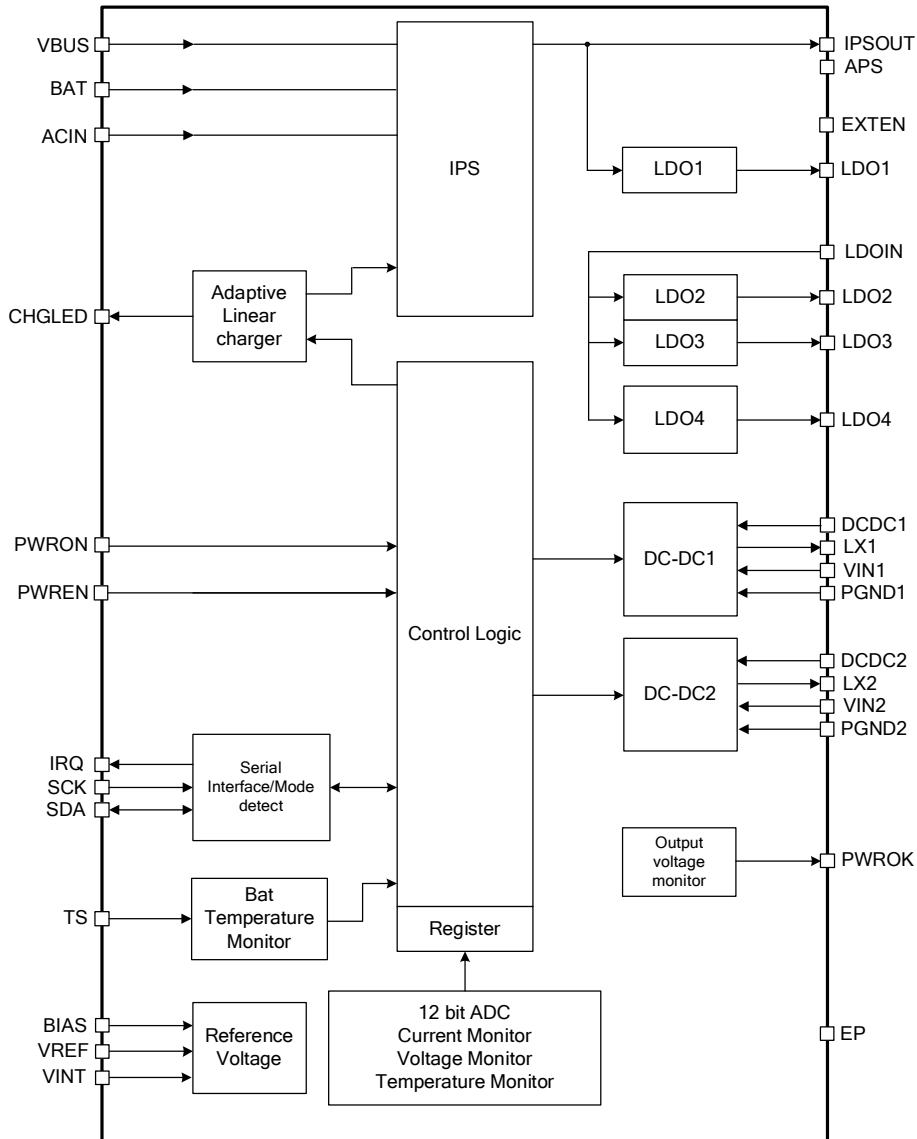 VBUS
BAT
ACIN
CHGLED
PWRON
PWREN
IRQ
SCK
SDA
TS
BIAS
VREF
VINT
Adaptive
Linear
charger
Serial
Interface/Mode
detect
Bat
Temperature
Monitor
Reference
Voltage
IPS
Control Logic
Register
12 bit ADC
Current Monitor
Voltage Monitor
Temperature Monitor
LDO1
LDO2
LDO3
LDO4
DC-DC1
DC-DC2
Output
voltage
monitor
IPSOUT
APS
EXTEN
LDO1
LDOIN
LDO2
LDO3
LDO4
DCDC1
LX1
VIN1
PGND1
DCDC2
LX2
VIN2
PGND2
PWROK
EP